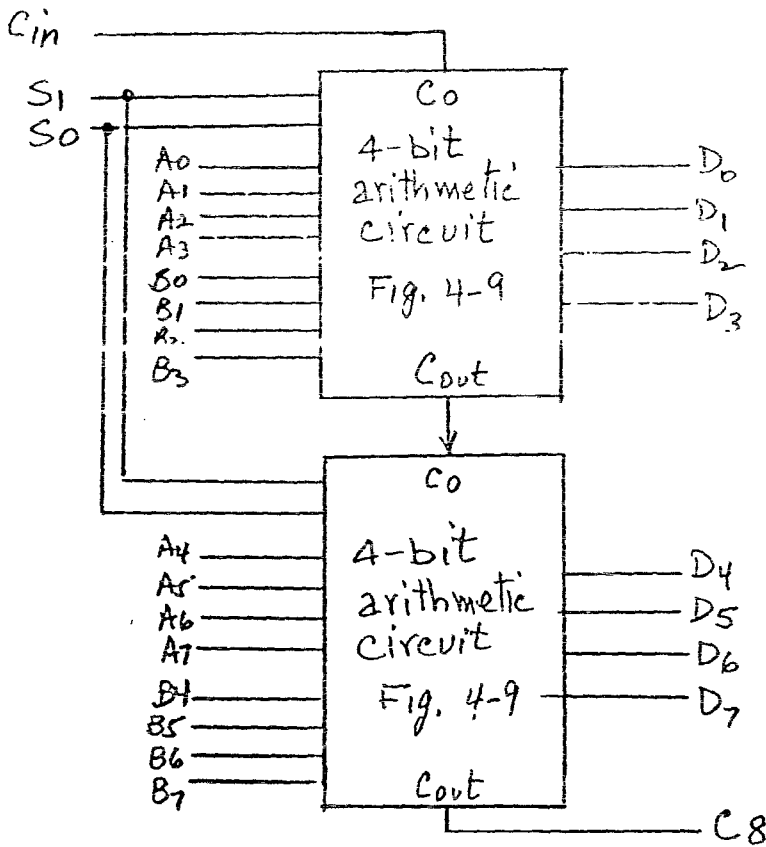 Cin
S1
S0
A0
A1
A2
A3
B0
B1
B3
C0
4-bit
arithmetic
circuit
Fig. 4-9
Cout
D0
D1
D2
D3
A4
A5
A6
A7
B4
B5
B6
B7
C0
4-bit
arithmetic
circuit
Fig. 4-9
Cout
D4
D5
D6
D7
C8